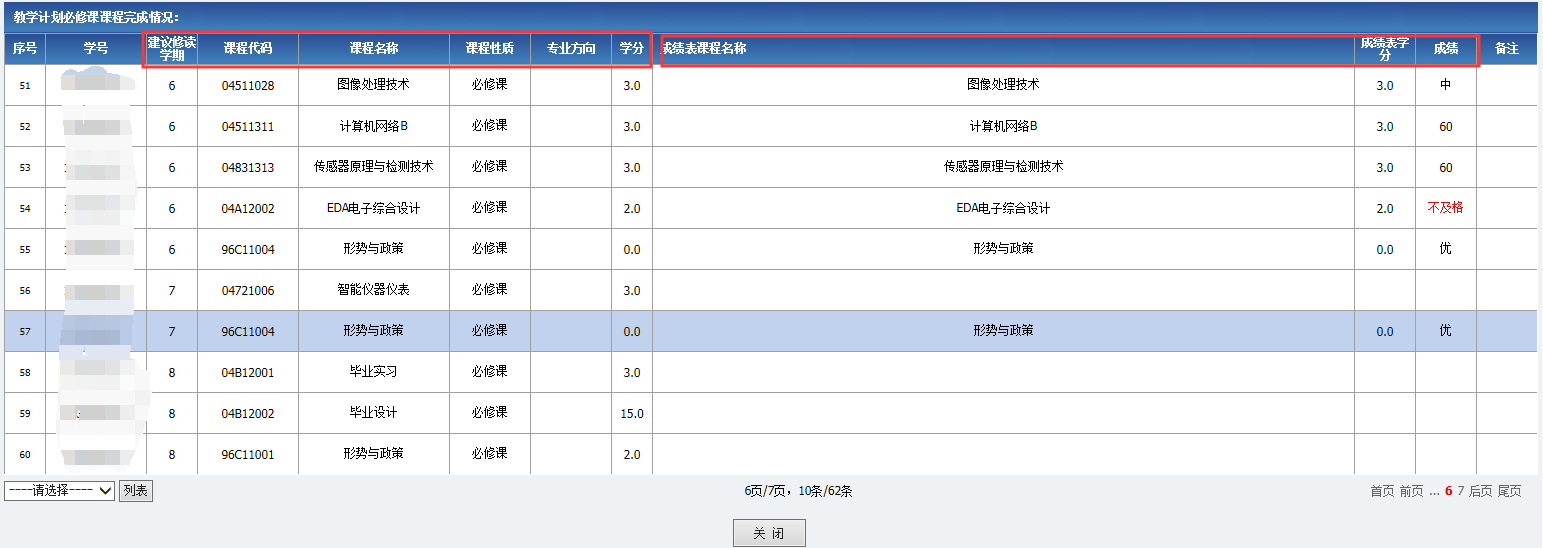 教学计划必修课课程完成情况：
序号 学号 建议修读学期 课程代码 课程名称 课程性质 专业方向 学分 成绩表课程名称 成绩表学分 成绩 备注
51 6 04511028 图像处理技术 必修课 3.0 图像处理技术 3.0 中
52 6 04511311 计算机网络B 必修课 3.0 计算机网络B 3.0 60
53 6 04831313 传感器原理与检测技术 必修课 3.0 传感器原理与检测技术 3.0 60
54 6 04A12002 EDA电子综合设计 必修课 2.0 EDA电子综合设计 2.0 不及格
55 6 96C11004 形势与政策 必修课 0.0 形势与政策 0.0 优
56 7 04721006 智能仪器仪表 必修课 3.0
57 7 96C11004 形势与政策 必修课 0.0 形势与政策 0.0 优
58 8 04B12001 毕业实习 必修课 3.0
59 8 04B12002 毕业设计 必修课 15.0
60 8 96C11001 形势与政策 必修课 2.0
----请选择---- 列表 6页/7页，10条/62条 首页 前页 ... 6 7 后页 尾页
关 闭